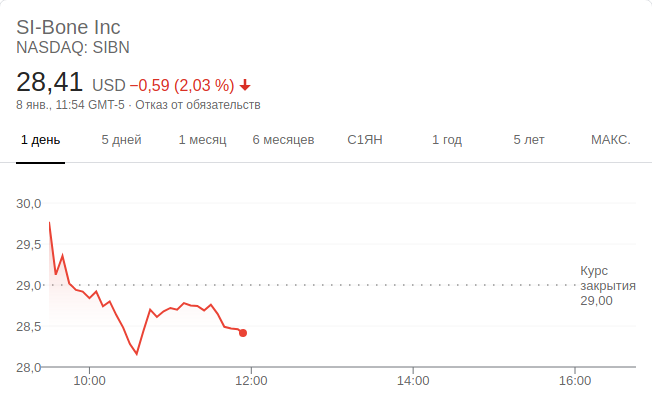 SI-Bone Inc
NASDAQ: SIBN
28,41 USD −0,59 (2,03 %)
8 янв., 11:54 GMT-5 · Отказ от обязательств
1 день 5 дней 1 месяц 6 месяцев С1ЯН 1 год 5 лет МАКС.
30,0
29,5
29,0
28,5
28,0
Курс
закрытия
29,00
10:00 12:00 14:00 16:00